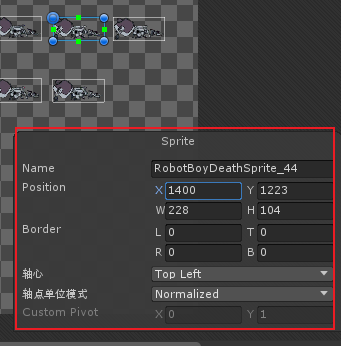 Sprite
Name RobotBoyDeathSprite_44
Position X 1400 Y 1223
W 228 H 104
Border L 0 T 0
R 0 B 0
轴心 Top Left
轴点单位模式 Normalized
Custom Pivot X 0 Y 1